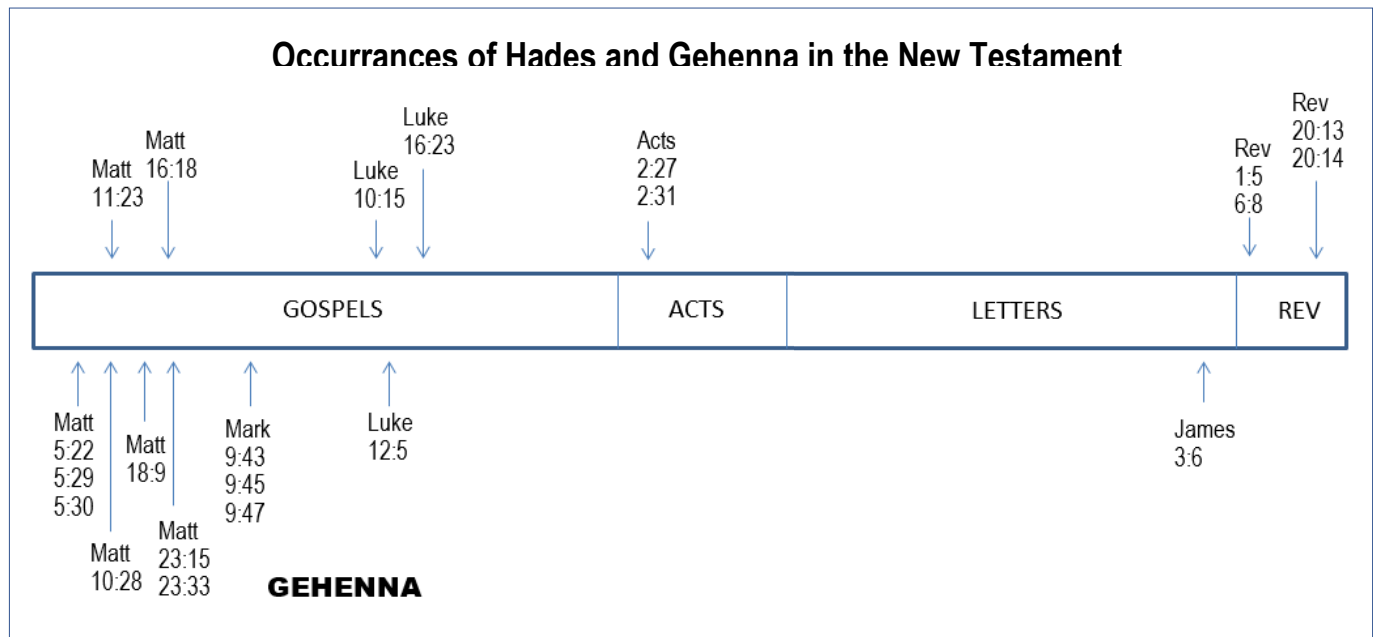 Occurrances of Hades and Gehenna in the New Testament
Matt
11:23
Matt
16:18
Luke
10:15
Luke
16:23
Acts
2:27
2:31
Rev
1:5
6:8
Rev
20:13
20:14
GOSPELS
ACTS
LETTERS
REV
Matt
5:22
5:29
5:30
Matt
10:28
Matt
18:9
Matt
23:15
23:33
Mark
9:43
9:45
9:47
Luke
12:5
James
3:6
GEHENNA